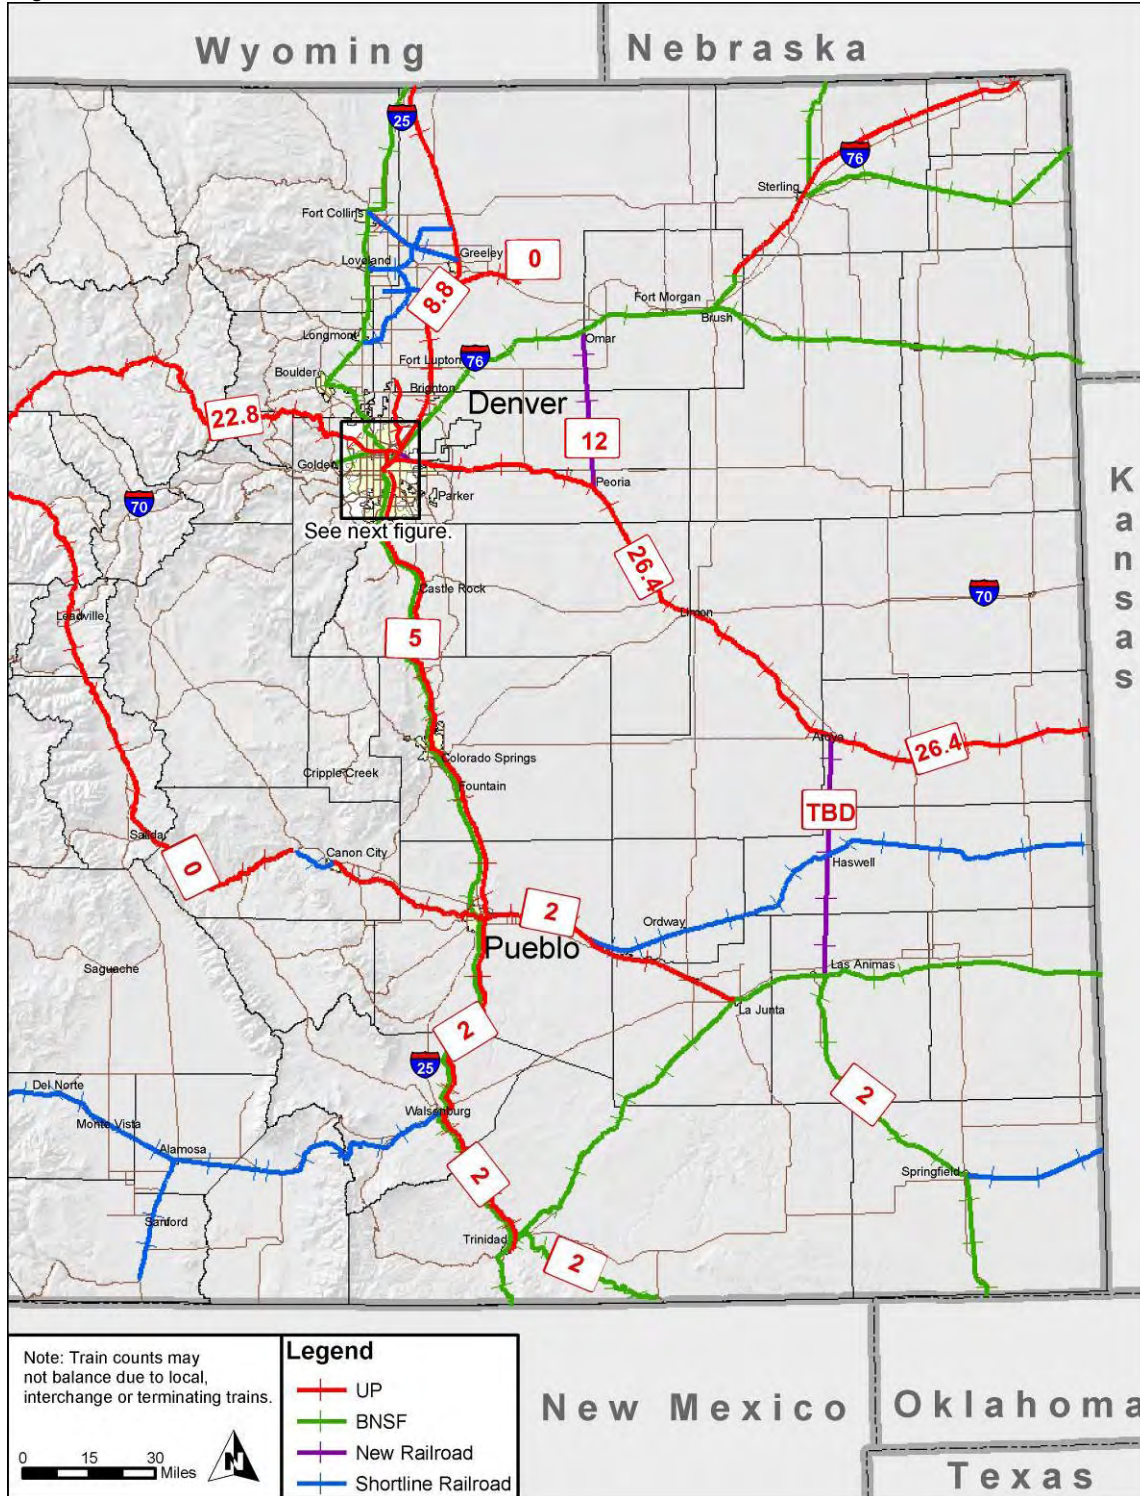 Wyoming
Nebraska
25
76
Sterling
Fort Collins
Greeley
0
Loveland
8.8
Fort Morgan
Brush
Longmont
Omar
Fort Lupton
76
Boulder
Brighton
Denver
22.8
12
Golden
Peoria
Parker
70
Kansas
See next figure.
26.4
Castle Rock
70
Leadville
Limon
5
Aroya
26.4
Colorado Springs
Cripple Creek
Fountain
TBD
Salida
Canon City
Haswell
0
2
Ordway
Pueblo
Las Animas
Saguache
La Junta
2
25
Del Norte
2
Walsenburg
Monte Vista
Alamosa
2
Springfield
Sanford
Trinidad
2
Note: Train counts may
not balance due to local,
interchange or terminating trains.
0 15 30
Miles
N
Legend
UP
BNSF
New Railroad
Shortline Railroad
New Mexico
Oklahoma
Texas